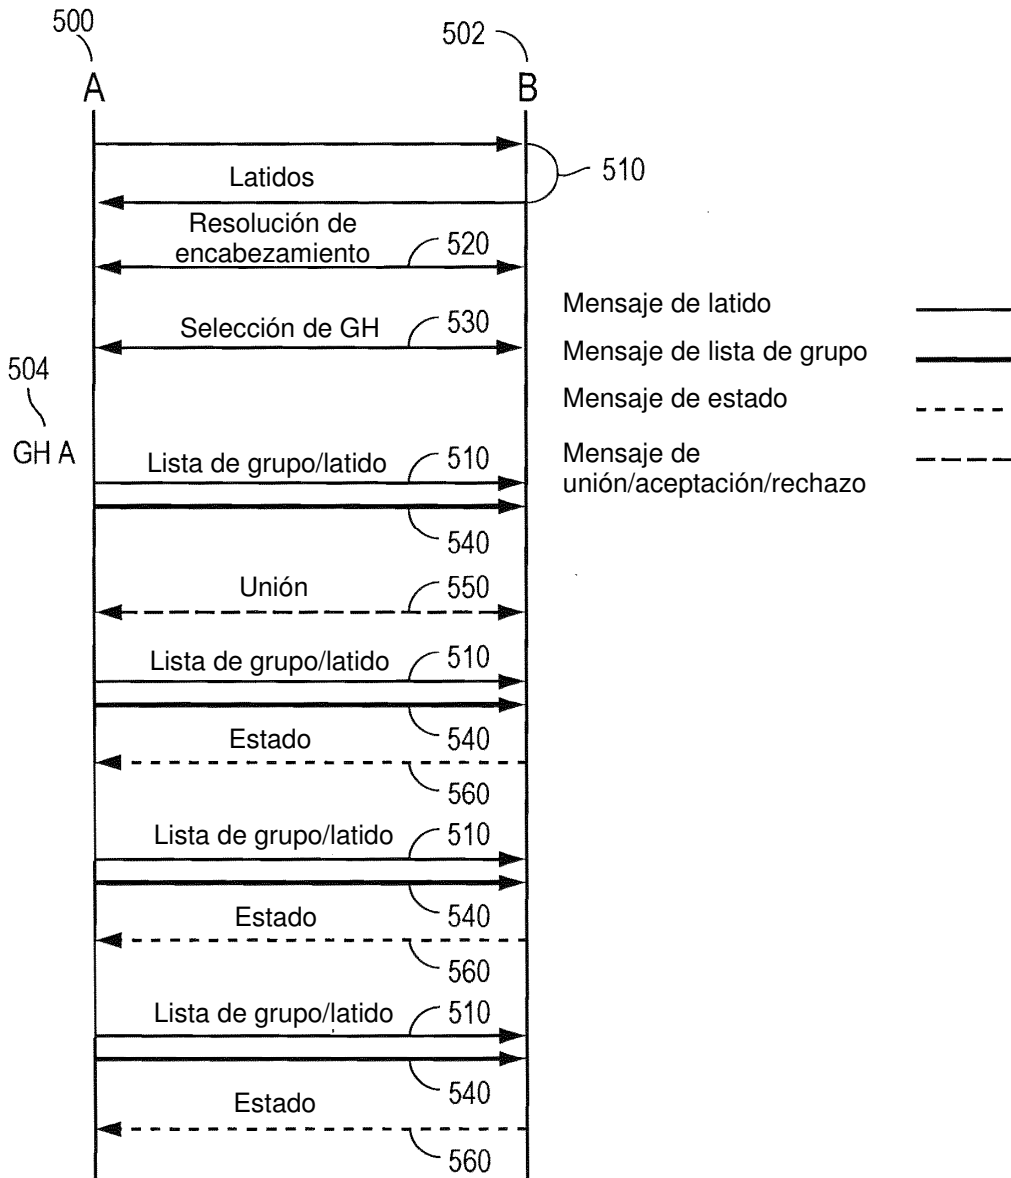 500
502
A
B
510
Latidos
Resolución de
encabezamiento
520
Selección de GH
530
504
GH A
Lista de grupo/latido
510
540
Unión
550
Lista de grupo/latido
510
540
Estado
560
Lista de grupo/latido
510
540
Estado
560
Lista de grupo/latido
510
540
Estado
560
Mensaje de latido
Mensaje de lista de grupo
Mensaje de estado
Mensaje de
unión/aceptación/rechazo